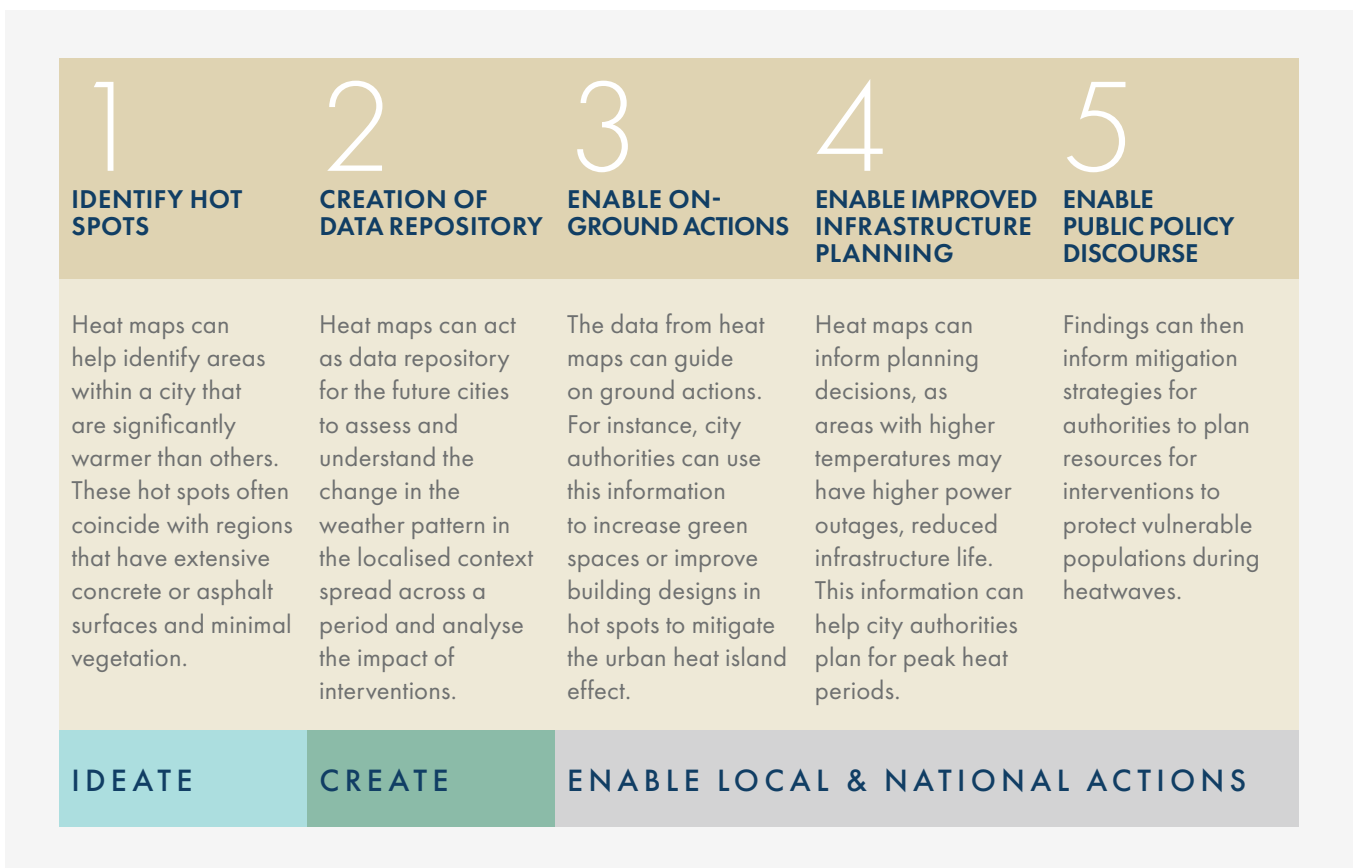 1
IDENTIFY HOT
SPOTS
Heat maps can
help identify areas
within a city that
are significantly
warmer than others.
These hot spots often
coincide with regions
that have extensive
concrete or asphalt
surfaces and minimal
vegetation.
IDEATE
2
CREATION OF
DATA REPOSITORY
Heat maps can act
as data repository
for the future cities
to assess and
understand the
change in the
weather pattern in
the localised context
spread across a
period and analyse
the impact of
interventions.
CREATE
3
ENABLE ON-
GROUND ACTIONS
The data from heat
maps can guide
on ground actions.
For instance, city
authorities can use
this information
to increase green
spaces or improve
building designs in
hot spots to mitigate
the urban heat island
effect.
4
ENABLE IMPROVED
INFRASTRUCTURE
PLANNING
Heat maps can
inform planning
decisions, as
areas with higher
temperatures may
have higher power
outages, reduced
infrastructure life.
This information can
help city authorities
plan for peak heat
periods.
5
ENABLE
PUBLIC POLICY
DISCOURSE
Findings can then
inform mitigation
strategies for
authorities to plan
resources for
interventions to
protect vulnerable
populations during
heatwaves.
ENABLE LOCAL & NATIONAL ACTIONS